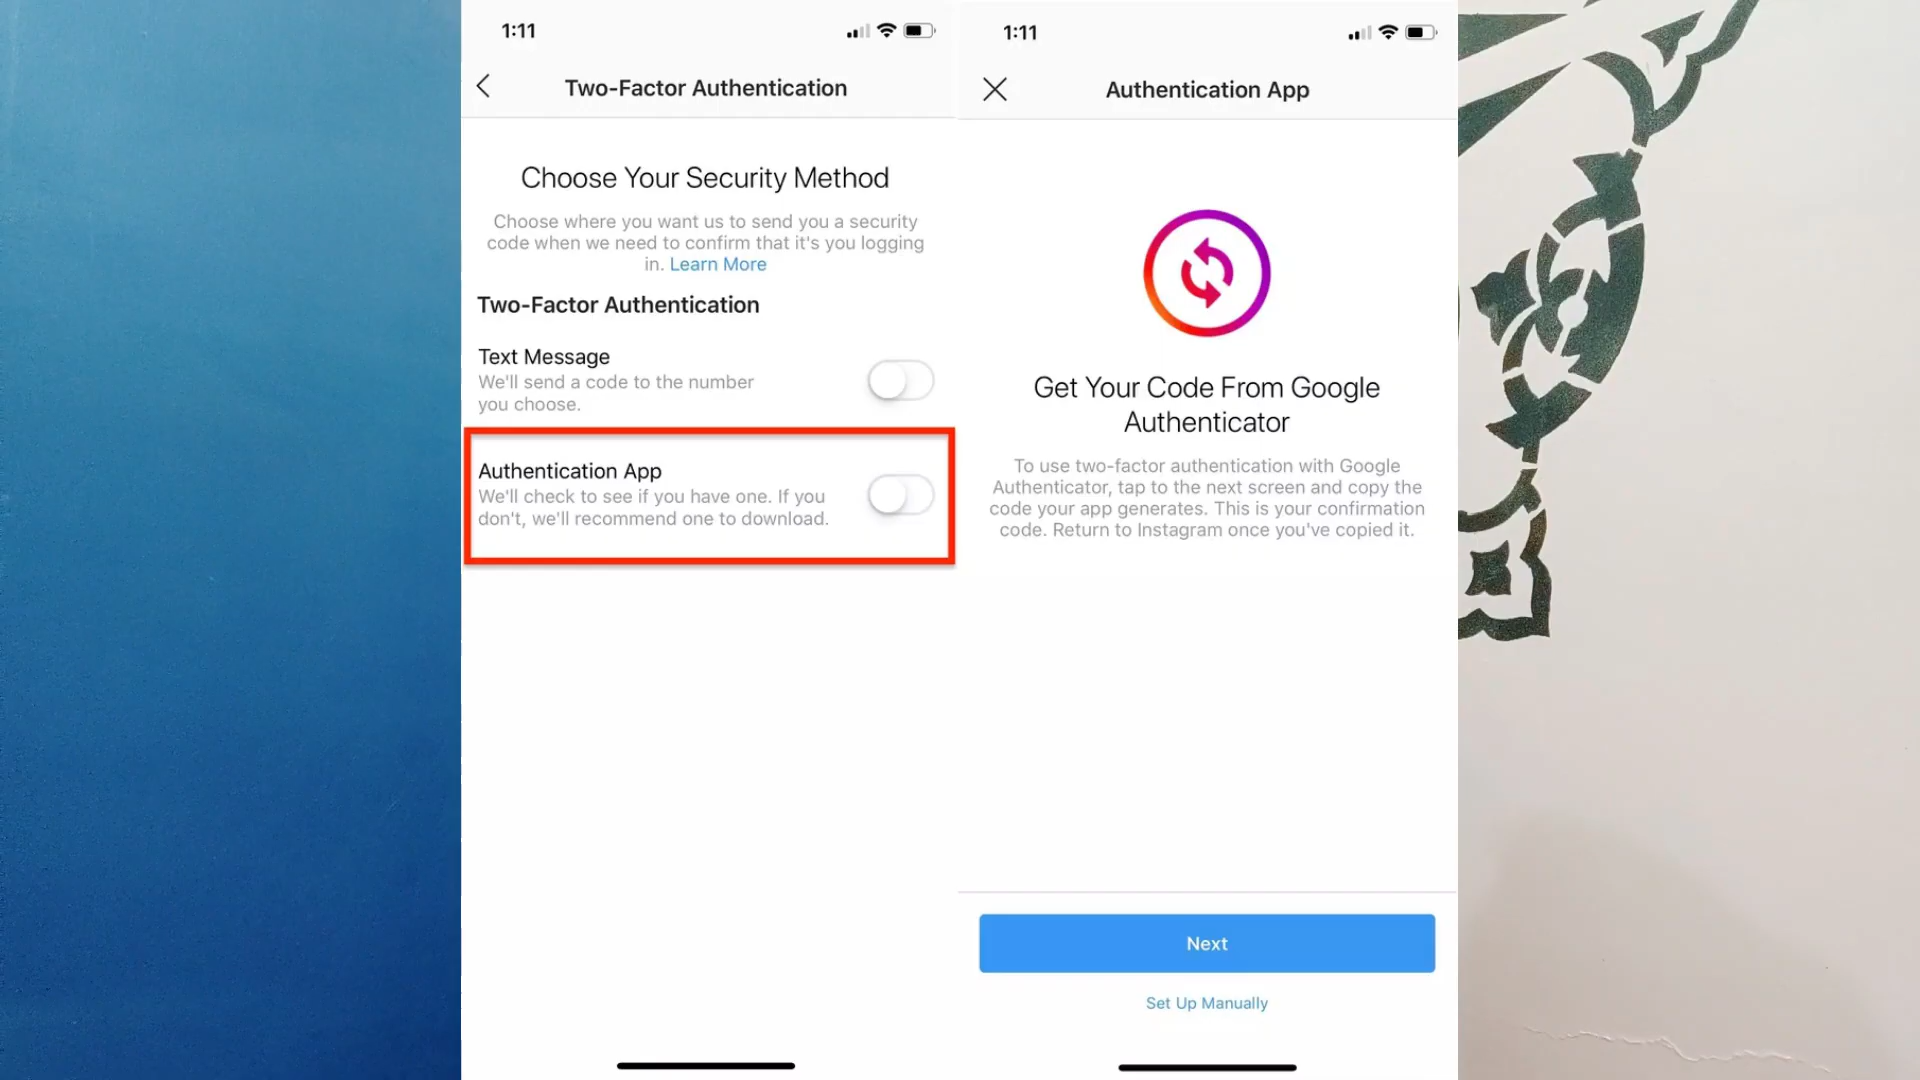 1:11
Two-Factor Authentication
Choose Your Security Method
Choose where you want us to send you a security
code when we need to confirm that it's you logging
in. Learn More
Two-Factor Authentication
Text Message
We'll send a code to the number
you choose.
Authentication App
We'll check to see if you have one. If you
don't, we'll recommend one to download.
1:11
Authentication App
Get Your Code From Google
Authenticator
To use two-factor authentication with Google
Authenticator, tap to the next screen and copy the
code your app generates. This is your confirmation
code. Return to Instagram once you've copied it.
Next
Set Up Manually